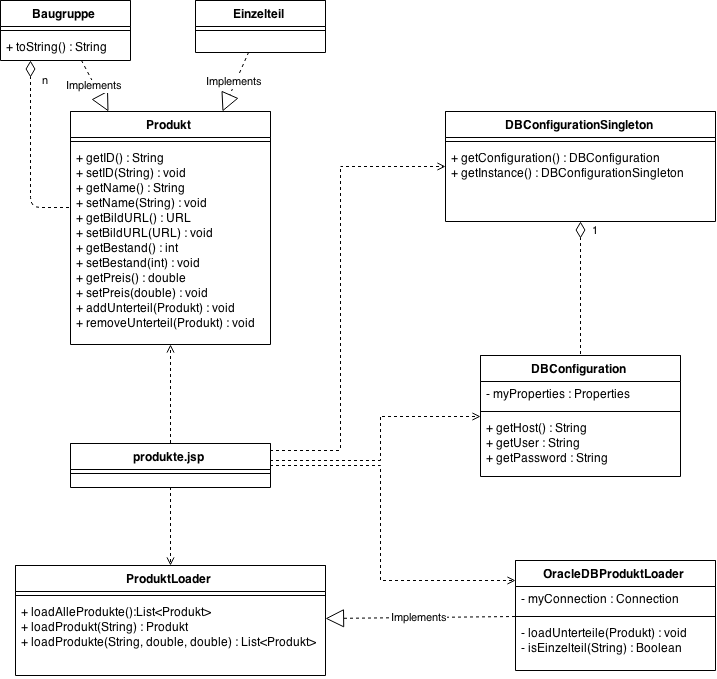 Baugruppe
+ toString() : String
Einzelteil
n
Implements
Implements
Produkt
+ getID() : String
+ setID(String) : void
+ getName() : String
+ setName(String) : void
+ getBildURL() : URL
+ setBildURL(URL) : void
+ getBestand() : int
+ setBestand(int) : void
+ getPreis() : double
+ setPreis(double) : void
+ addUnterteil(Produkt) : void
+ removeUnterteil(Produkt) : void
DBConfigurationSingleton
+ getConfiguration() : DBConfiguration
+ getInstance() : DBConfigurationSingleton
1
DBConfiguration
- myProperties : Properties
+ getHost() : String
+ getUser : String
+ getPassword : String
produkte.jsp
ProduktLoader
+ loadAlleProdukte():List<Produkt>
+ loadProdukt(String) : Produkt
+ loadProdukte(String, double, double) : List<Produkt>
Implements
OracleDBProduktLoader
- myConnection : Connection
- loadUnterteile(Produkt) : void
- isEinzelteil(String) : Boolean